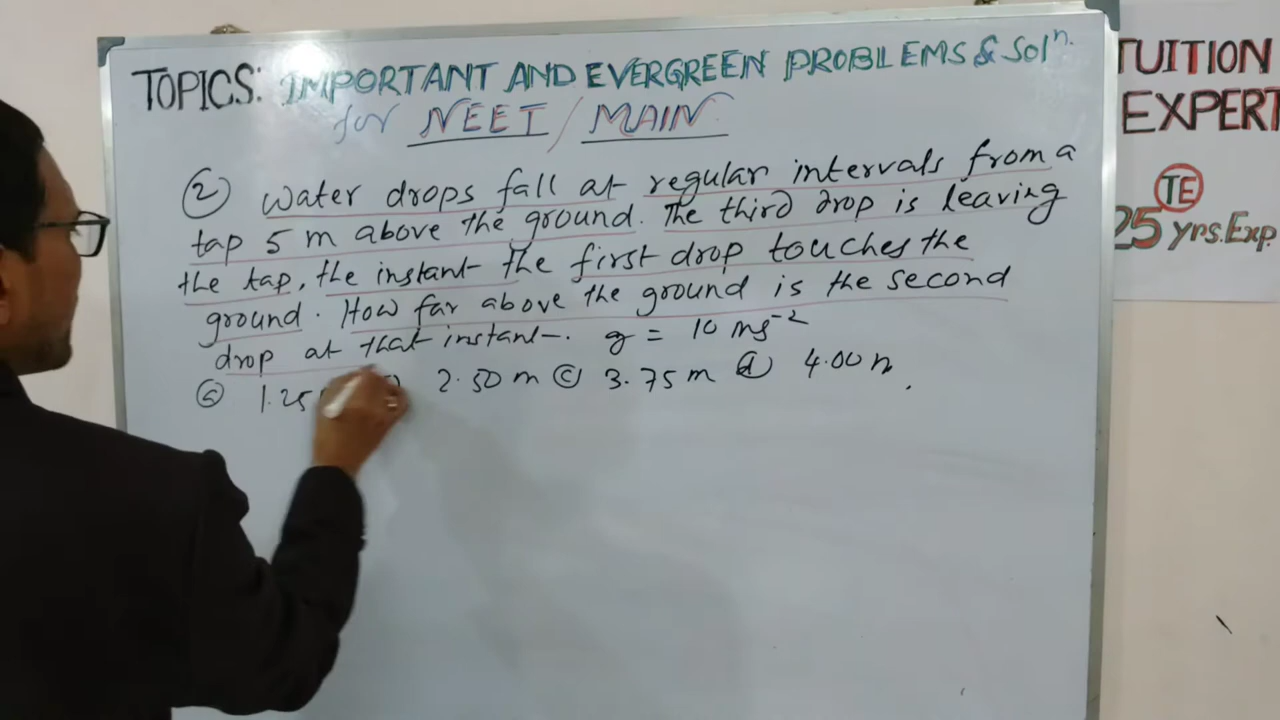 TOPICS: IMPORTANT AND EVERGREEN PROBLEMS & Solⁿ.
for NEET / MAIN
② Water drops fall at regular intervals from a
tap 5 m above the ground. The third drop is leaving
the tap, the instant the first drop touches the
ground. How far above the ground is the second
drop at that instant. g = 10 ms⁻²
1.25 2.50 m ⓒ 3.75 m ⓓ 4.00 m
TUITION
EXPERT
TE
25 yrs. Exp.